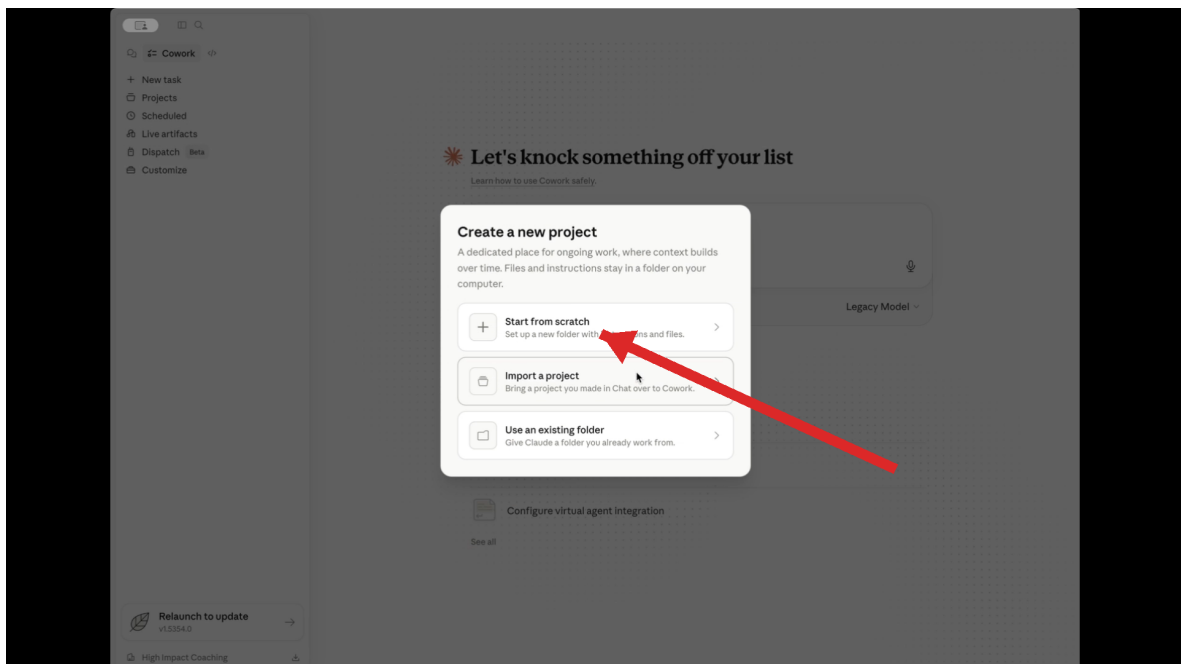 Cowork
New task
Projects
Scheduled
Live artifacts
Dispatch Beta
Customize
Let's knock something off your list
Learn how to use Cowork safely.
Legacy Model
Create a new project
A dedicated place for ongoing work, where context builds
over time. Files and instructions stay in a folder on your
computer.
Start from scratch
Set up a new folder with ons and files.
Import a project
Bring a project you made in Chat over to Cowork.
Use an existing folder
Give Claude a folder you already work from.
Configure virtual agent integration
See all
Relaunch to update
v1.5354.0
High Impact Coaching